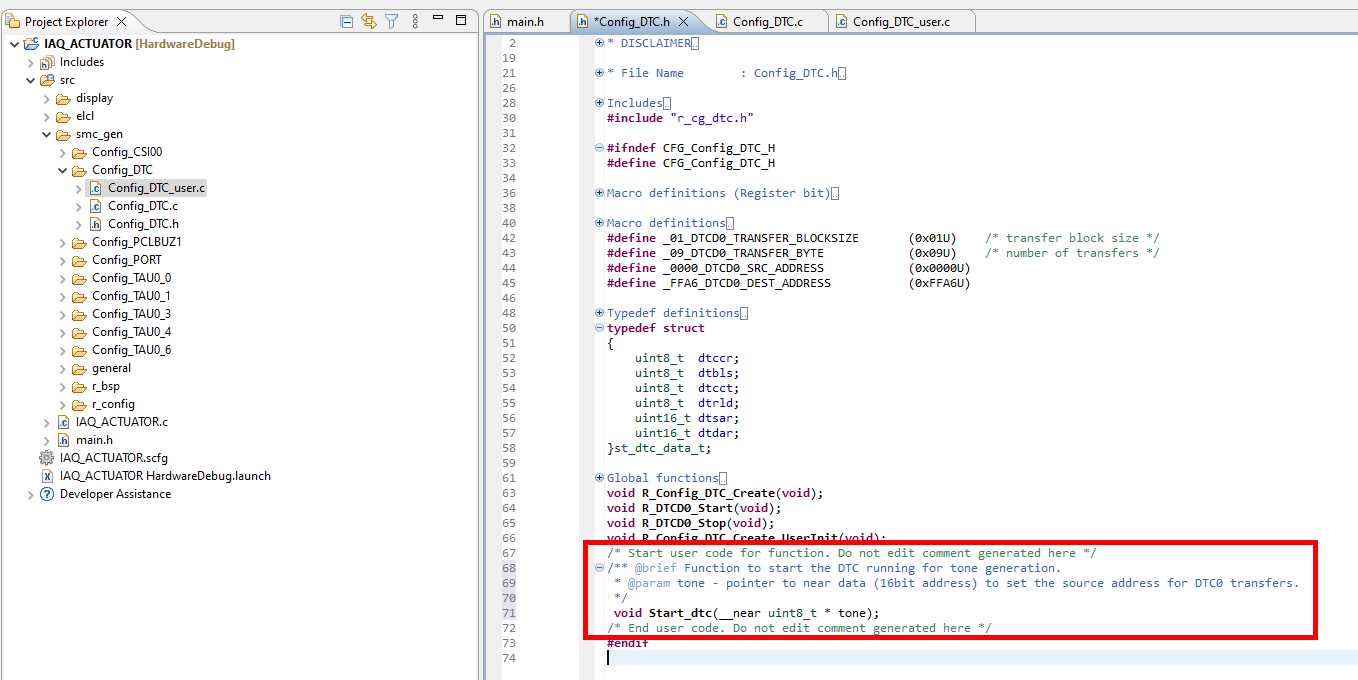 Project Explorer
IAQ_ACTUATOR [HardwareDebug]
Includes
src
display
elcl
smc_gen
Config_CSI00
Config_DTC
Config_DTC_user.c
Config_DTC.c
Config_DTC.h
Config_PCLBUZ1
Config_PORT
Config_TAU0_0
Config_TAU0_1
Config_TAU0_3
Config_TAU0_4
Config_TAU0_6
general
r_bsp
r_config
IAQ_ACTUATOR.c
main.h
IAQ_ACTUATOR.scfg
IAQ_ACTUATOR HardwareDebug.launch
Developer Assistance
main.h *Config_DTC.h Config_DTC.c Config_DTC_user.c
2 * DISCLAIMER
19
21 * File Name : Config_DTC.h
26
28 Includes
30 #include "r_cg_dtc.h"
31
32 #ifndef CFG_Config_DTC_H
33 #define CFG_Config_DTC_H
34
36 Macro definitions (Register bit)
38
40 Macro definitions
42 #define _01_DTCD0_TRANSFER_BLOCKSIZE (0x01U) /* transfer block size */
43 #define _09_DTCD0_TRANSFER_BYTE (0x09U) /* number of transfers */
44 #define _0000_DTCD0_SRC_ADDRESS (0x0000U)
45 #define _FFA6_DTCD0_DEST_ADDRESS (0xFFA6U)
46
48 Typedef definitions
50 typedef struct
51 {
52 uint8_t dtccr;
53 uint8_t dtbls;
54 uint8_t dtcct;
55 uint8_t dtrld;
56 uint16_t dtsar;
57 uint16_t dtdar;
58 }st_dtc_data_t;
59
61 Global functions
63 void R_Config_DTC_Create(void);
64 void R_DTCD0_Start(void);
65 void R_DTCD0_Stop(void);
66 void R_Config_DTC_Create_UserInit(void);
67 /* Start user code for function. Do not edit comment generated here */
68 /** @brief Function to start the DTC running for tone generation.
69 * @param tone - pointer to near data (16bit address) to set the source address for DTC0 transfers.
70 */
71 void Start_dtc(__near uint8_t * tone);
72 /* End user code. Do not edit comment generated here */
73 #endif
74